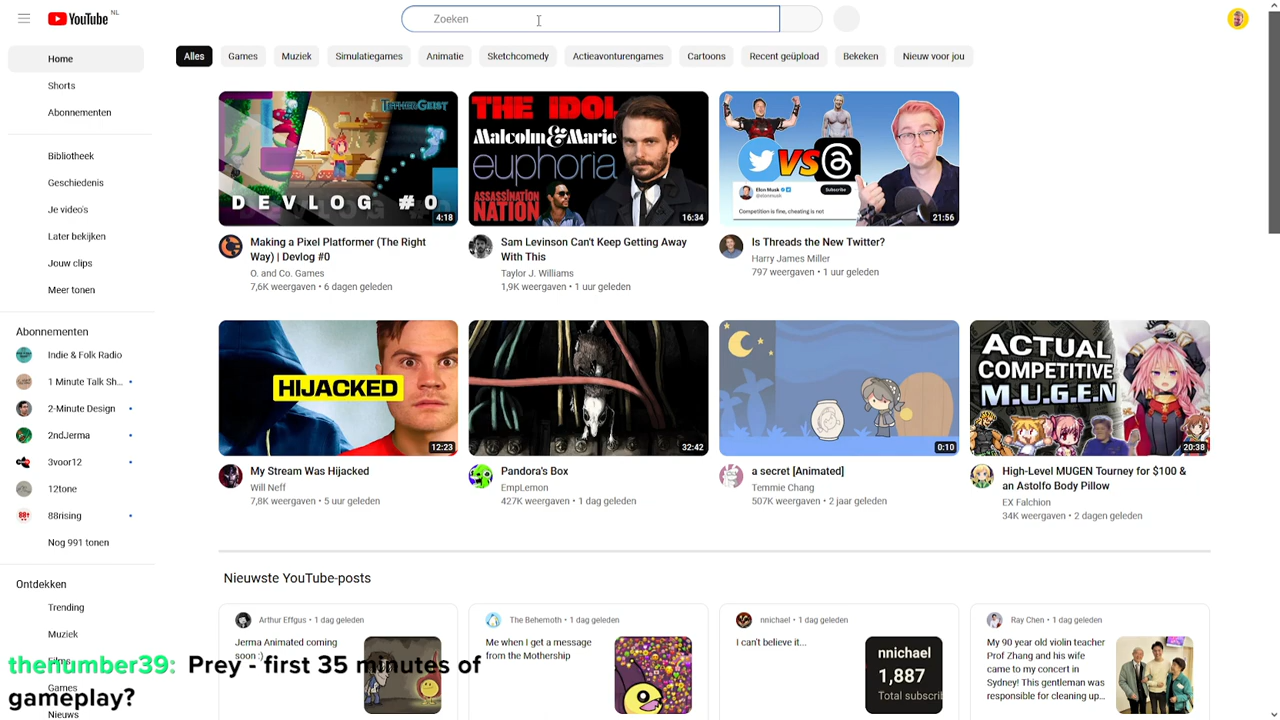 YouTube NL
Zoeken
Home
Shorts
Abonnementen
Bibliotheek
Geschiedenis
Je video's
Later bekijken
Jouw clips
Meer tonen
Abonnementen
Indie & Folk Radio
1 Minute Talk Sh...
2-Minute Design
2ndJerma
3voor12
12tone
88rising
Nog 991 tonen
Ontdekken
Trending
Muziek
Films
Games
Nieuws
Alles
Games
Muziek
Simulatiegames
Animatie
Sketchcomedy
Actieavonturengames
Cartoons
Recent geüpload
Bekeken
Nieuw voor jou
TETHERGEIST
DEVLOG #0
4:18
Making a Pixel Platformer (The Right
Way) | Devlog #0
O. and Co. Games
7,6K weergaven • 6 dagen geleden
THE IDOL
Malcolm & Marie
euphoria
ASSASSINATION
NATION
16:34
Sam Levinson Can't Keep Getting Away
With This
Taylor J. Williams
1,9K weergaven • 1 uur geleden
VS
Elon Musk
@elonmusk
Subscribe
Competition is fine, cheating is not
21:56
Is Threads the New Twitter?
Harry James Miller
797 weergaven • 1 uur geleden
HIJACKED
12:23
My Stream Was Hijacked
Will Neff
7,8K weergaven • 5 uur geleden
32:42
Pandora's Box
EmpLemon
427K weergaven • 1 dag geleden
0:10
a secret [Animated]
Temmie Chang
507K weergaven • 2 jaar geleden
ACTUAL
COMPETITIVE
M.U.G.E.N
20:38
High-Level MUGEN Tourney for $100 &
an Astolfo Body Pillow
EX Falchion
34K weergaven • 2 dagen geleden
Nieuwste YouTube-posts
Arthur Effgus • 1 dag geleden
Jerma Animated coming
soon :)
The Behemoth • 1 dag geleden
Me when I get a message
from the Mothership
nnichael • 1 dag geleden
I can't believe it...
nnichael
1,887
Total subscri
Ray Chen • 1 dag geleden
My 90 year old violin teacher
Prof Zhang and his wife
came to my concert in
Sydney! This gentleman was
responsible for cleaning up...
thenumber39: Prey - first 35 minutes of
gameplay?